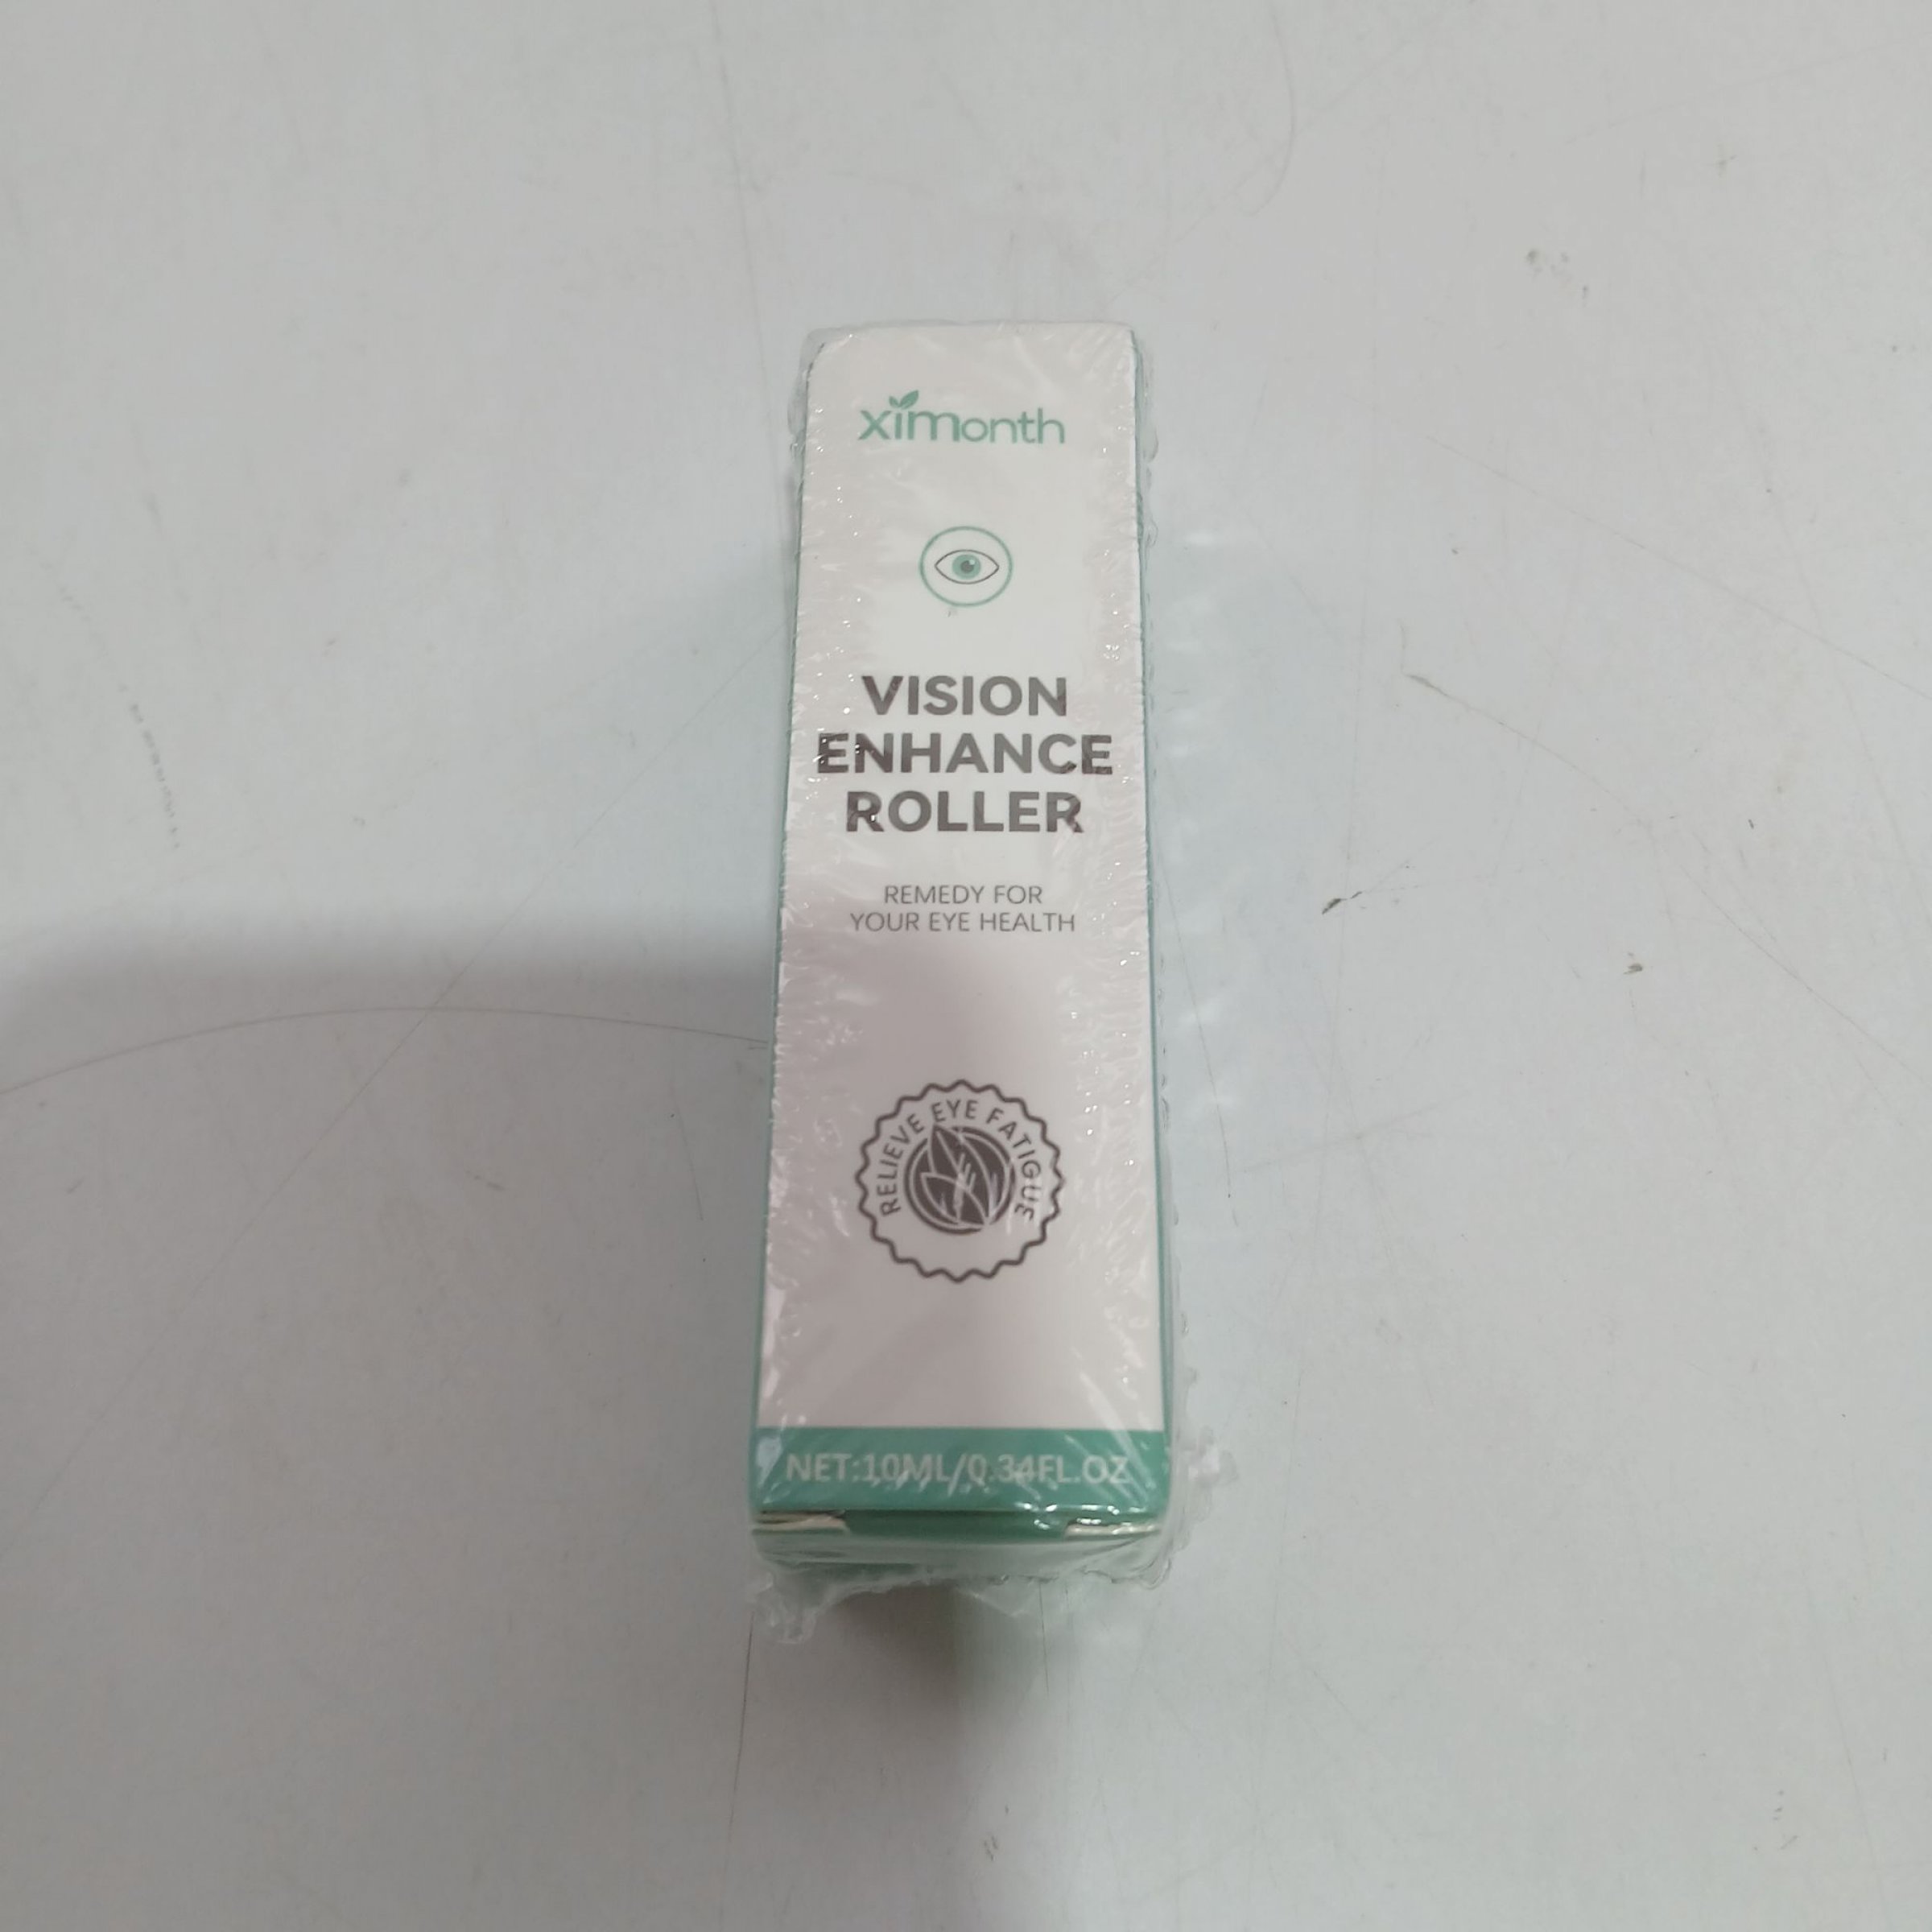 ximonth
VISION
ENHANCE
ROLLER
REMEDY FOR
YOUR EYE HEALTH
RELIEVE EYE FATIGUE
NET:10ML/0.34FL.OZ